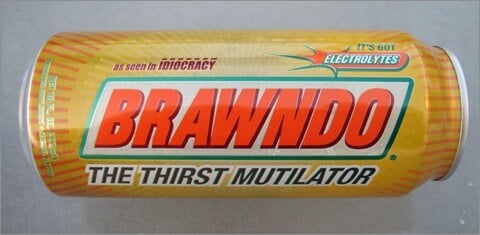 IT'S GOT
ELECTROLYTES
as seen in IDIOCRACY
BRAWNDO
THE THIRST MUTILATOR